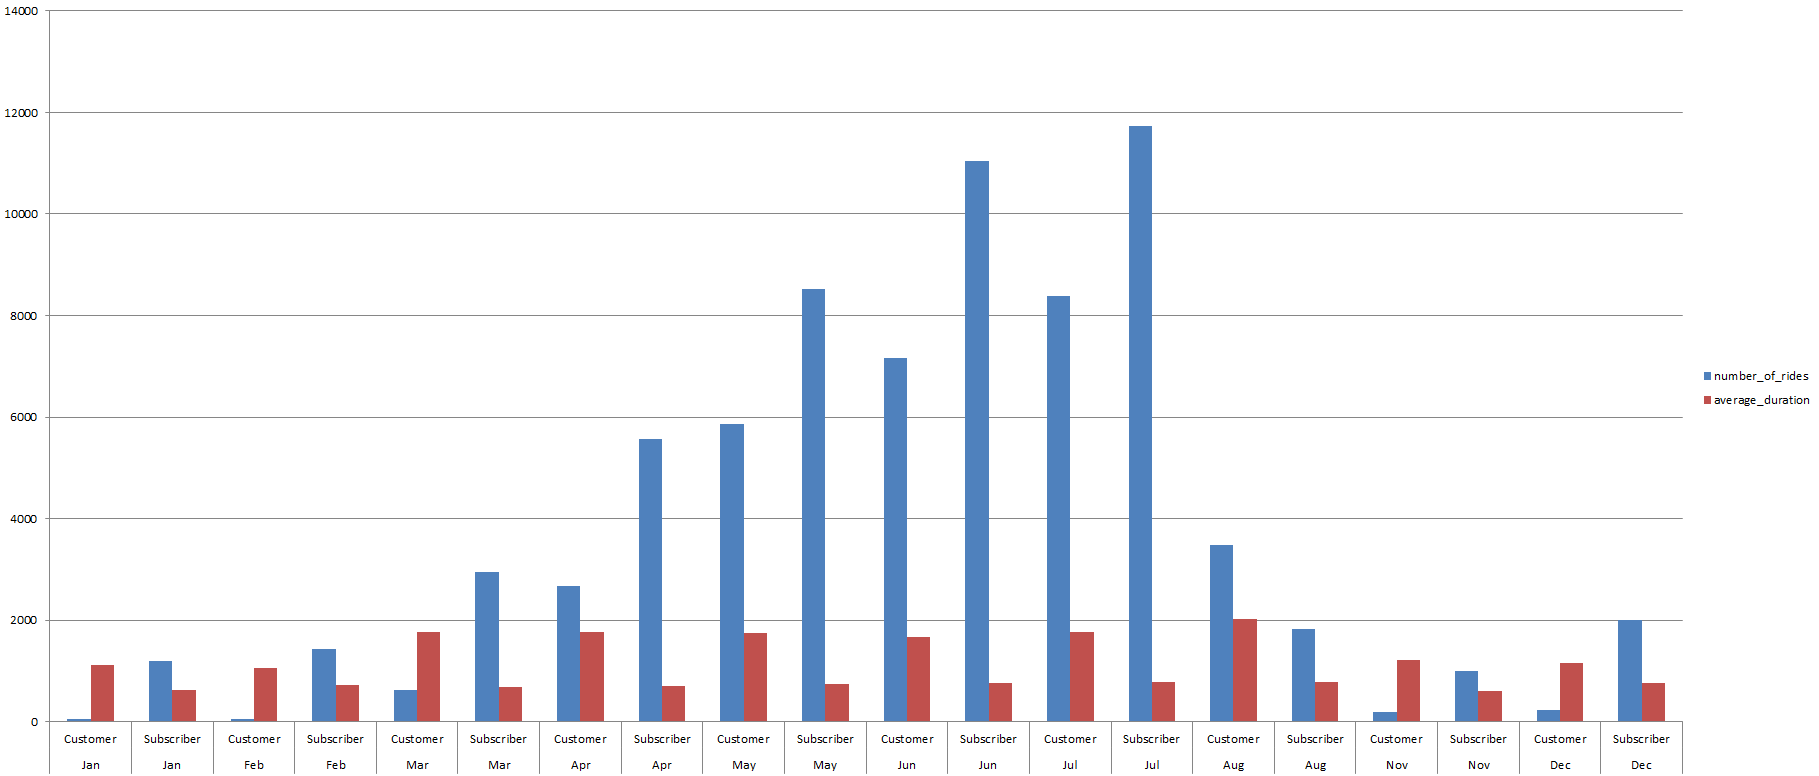 14000
12000
10000
8000
6000
4000
2000
0
Customer Subscriber Customer Subscriber Customer Subscriber Customer Subscriber Customer Subscriber Customer Subscriber Customer Subscriber Customer Subscriber Customer Subscriber Customer Subscriber
Jan Jan Feb Feb Mar Mar Apr Apr May May Jun Jun Jul Jul Aug Aug Nov Nov Dec Dec
number_of_rides
average_duration